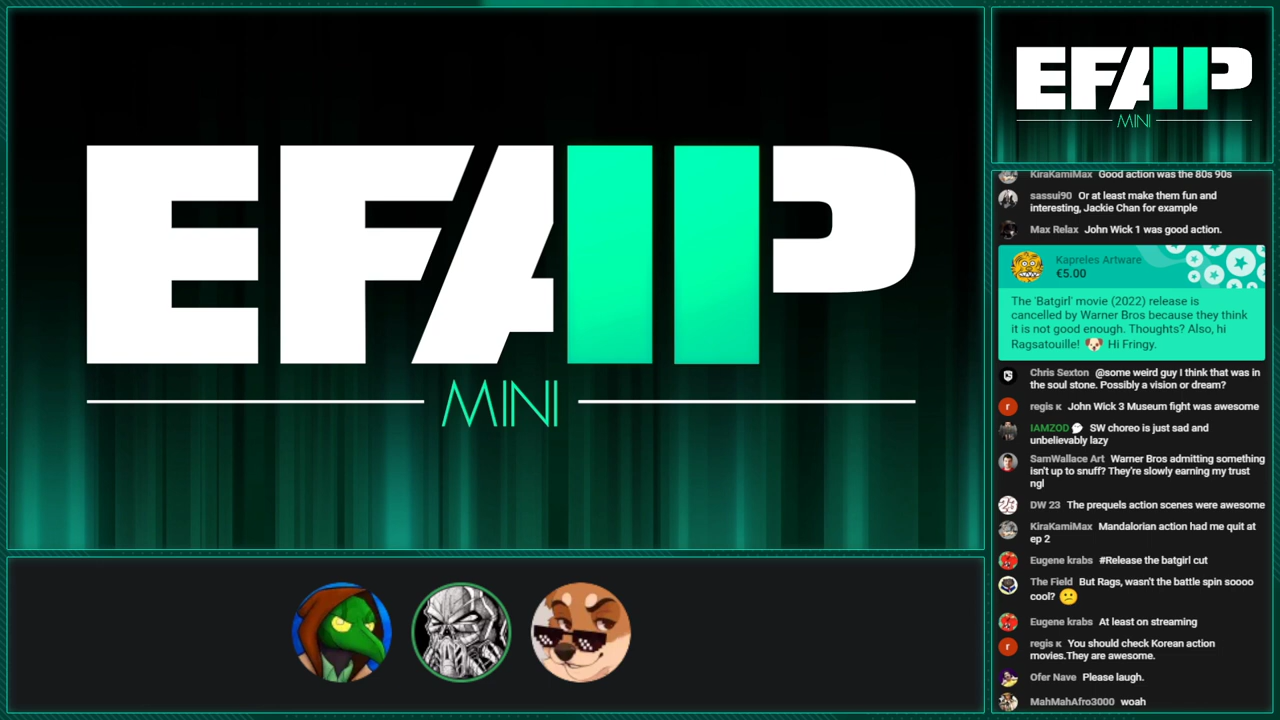 EFAP
MINI
EFAP
MINI
KiraKamiMax Good action was the 80s 90s
sassui90 Or at least make them fun and
interesting, Jackie Chan for example
Max Relax John Wick 1 was good action.
Kapreles Artware
€5.00
The 'Batgirl' movie (2022) release is
cancelled by Warner Bros because they think
it is not good enough. Thoughts? Also, hi
Ragsatouille! 🐶 Hi Fringy.
Chris Sexton @some weird guy I think that was in
the soul stone. Possibly a vision or dream?
r
regis ĸ John Wick 3 Museum fight was awesome
IAMZOD SW choreo is just sad and
unbelievably lazy
SamWallace Art Warner Bros admitting something
isn't up to snuff? They're slowly earning my trust
ngl
DW 23 The prequels action scenes were awesome
KiraKamiMax Mandalorian action had me quit at
ep 2
Eugene krabs #Release the batgirl cut
The Field But Rags, wasn't the battle spin soooo
cool? 😕
Eugene krabs At least on streaming
r
regis ĸ You should check Korean action
movies.They are awesome.
Ofer Nave Please laugh.
MahMahAfro3000 woah